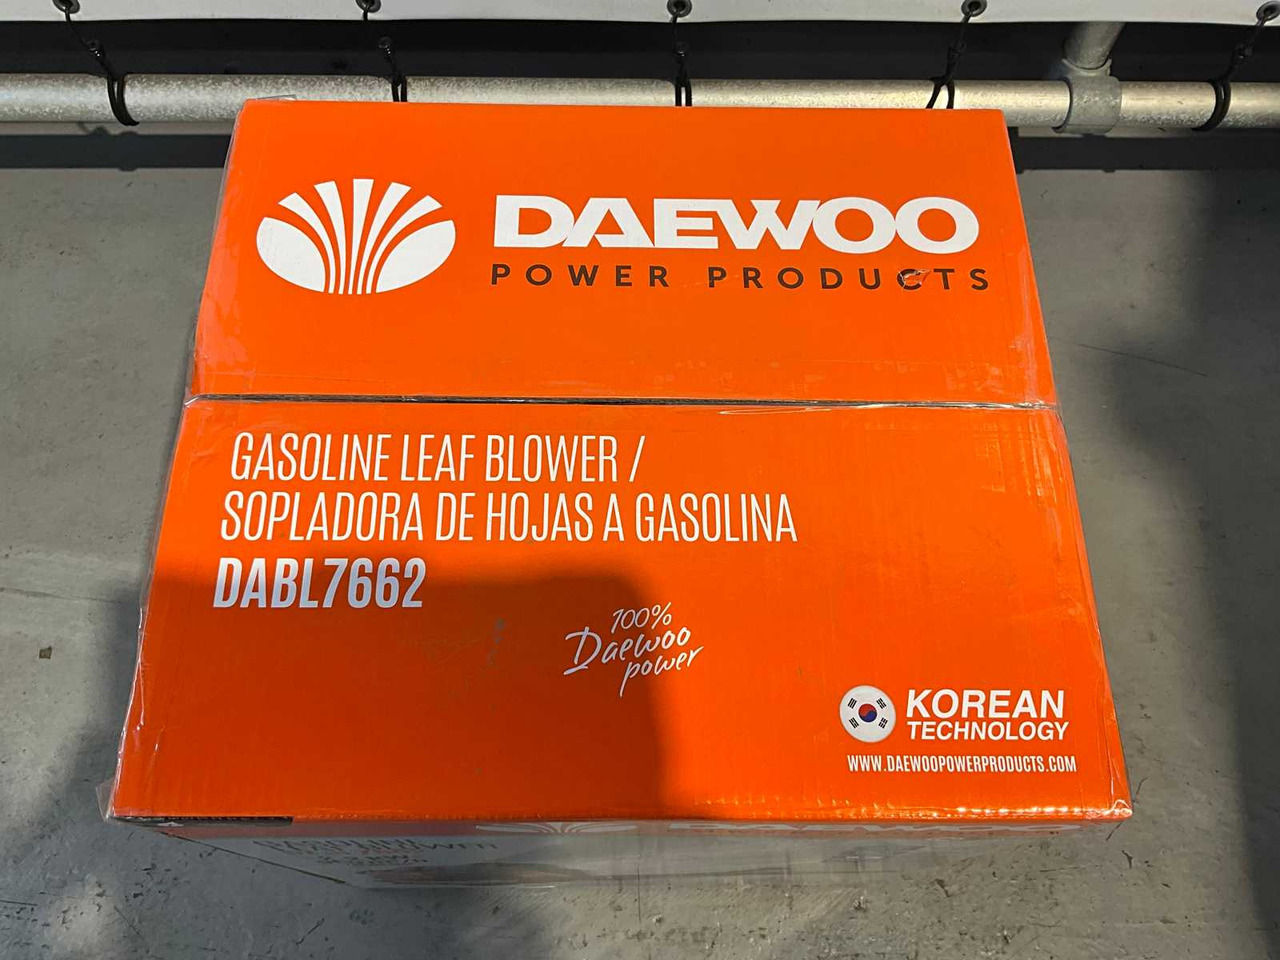 DAEWOO
POWER PRODUCTS
GASOLINE LEAF BLOWER /
SOPLADORA DE HOJAS A GASOLINA
DABL7662
100%
Daewoo
power
KOREAN
TECHNOLOGY
WWW.DAEWOOPOWERPRODUCTS.COM
DAEWOO